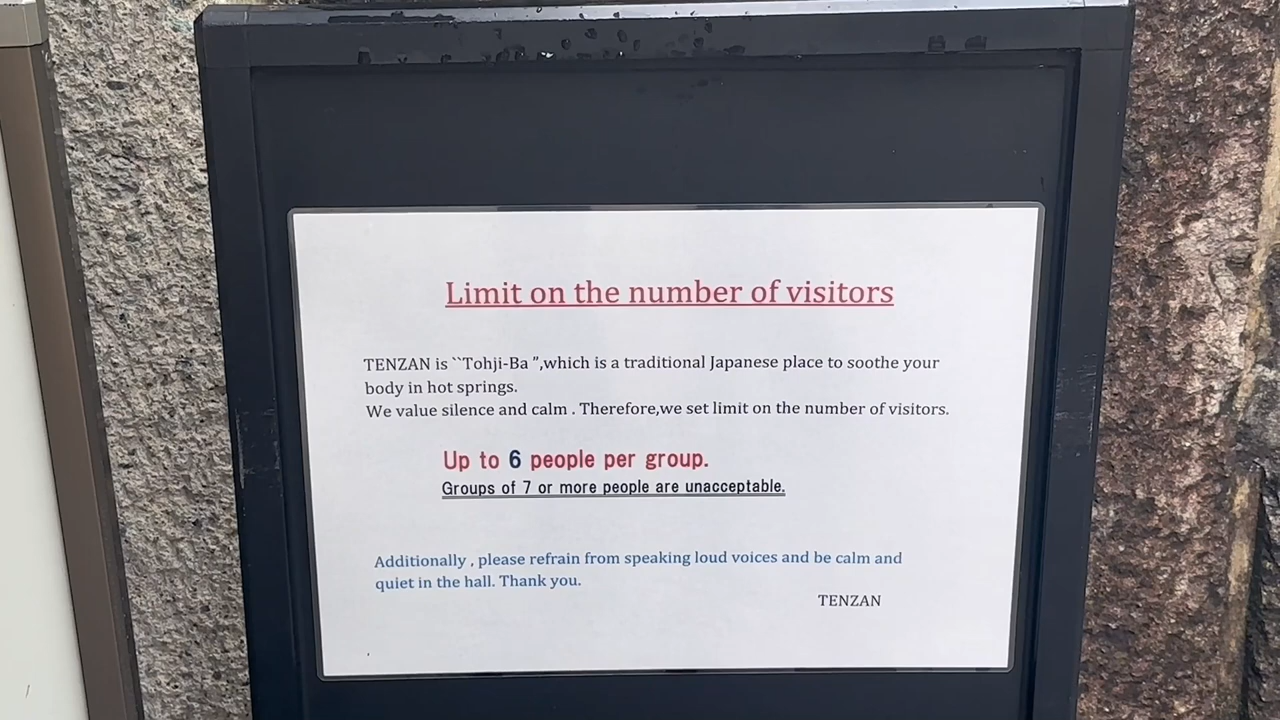 Limit on the number of visitors
TENZAN is ``Tohji-Ba ",which is a traditional Japanese place to soothe your
body in hot springs.
We value silence and calm . Therefore,we set limit on the number of visitors.
Up to 6 people per group.
Groups of 7 or more people are unacceptable.
Additionally , please refrain from speaking loud voices and be calm and
quiet in the hall. Thank you.
TENZAN